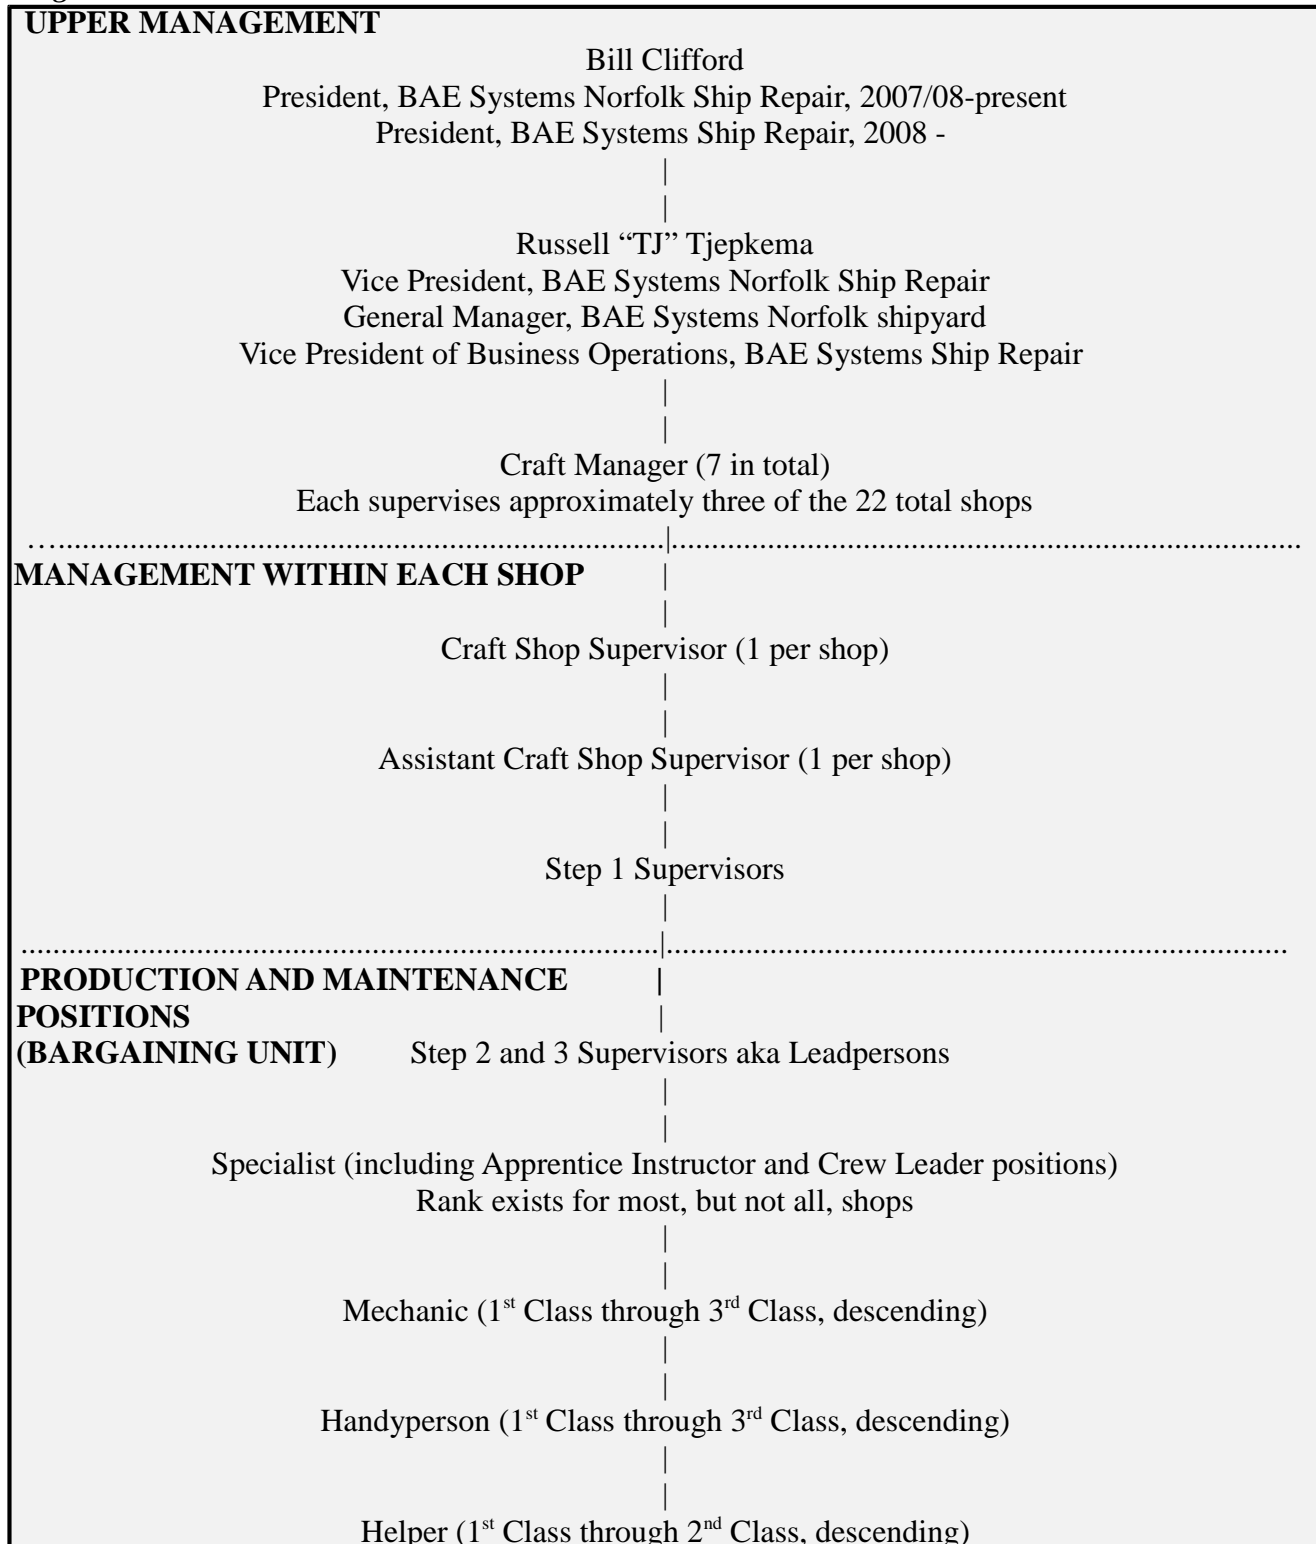 UPPER MANAGEMENT
Bill Clifford
President, BAE Systems Norfolk Ship Repair, 2007/08-present
President, BAE Systems Ship Repair, 2008 -
|
|
Russell “TJ” Tjepkema
Vice President, BAE Systems Norfolk Ship Repair
General Manager, BAE Systems Norfolk shipyard
Vice President of Business Operations, BAE Systems Ship Repair
|
|
Craft Manager (7 in total)
Each supervises approximately three of the 22 total shops
…............................................................................|...............................................................................
MANAGEMENT WITHIN EACH SHOP |
|
Craft Shop Supervisor (1 per shop)
|
|
Assistant Craft Shop Supervisor (1 per shop)
|
|
Step 1 Supervisors
|
................................................................................|..............................................................................
PRODUCTION AND MAINTENANCE |
POSITIONS |
(BARGAINING UNIT) Step 2 and 3 Supervisors aka Leadpersons
|
|
Specialist (including Apprentice Instructor and Crew Leader positions)
Rank exists for most, but not all, shops
|
|
Mechanic (1st Class through 3rd Class, descending)
|
|
Handyperson (1st Class through 3rd Class, descending)
|
|
Helper (1st Class through 2nd Class, descending)